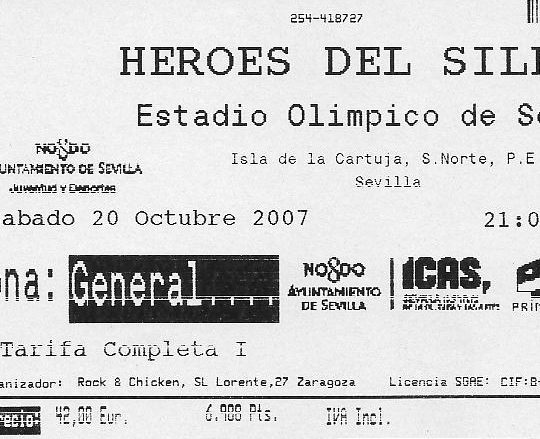 254-418727
HEROES DEL SIL
Estadio Olimpico de S
NO8DO
UNTAMIENTO DE SEVILLA
Juventud y Deportes
Isla de la Cartuja, S.Norte, P.E
Sevilla
abado 20 Octubre 2007 21:0
ona: General....
NO8DO
AYUNTAMIENTO
DE SEVILLA
ICAS,
PRI
Tarifa Completa I
anizador: Rock & Chicken, SL Lorente,27 Zaragoza Licencia SGAE: CIF:B-
recio: 42,00 Eur. 6.988 Pts. IVA Incl.